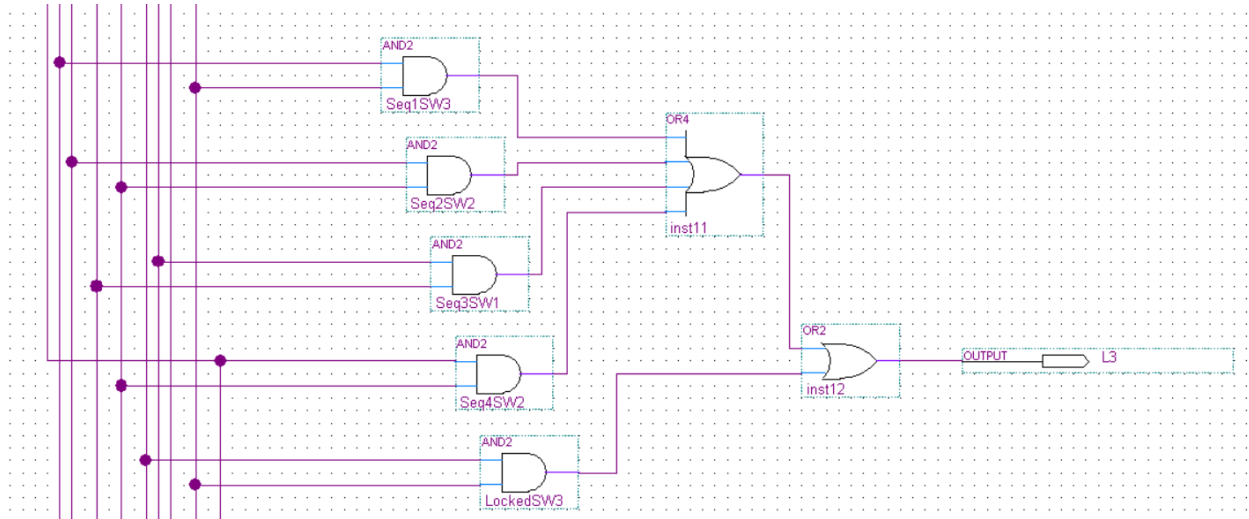 AND2
Seq1SW3
AND2
Seq2SW2
AND2
Seq3SW1
AND2
Seq4SW2
AND2
LockedSW3
OR4
inst11
OR2
inst12
OUTPUT
L3